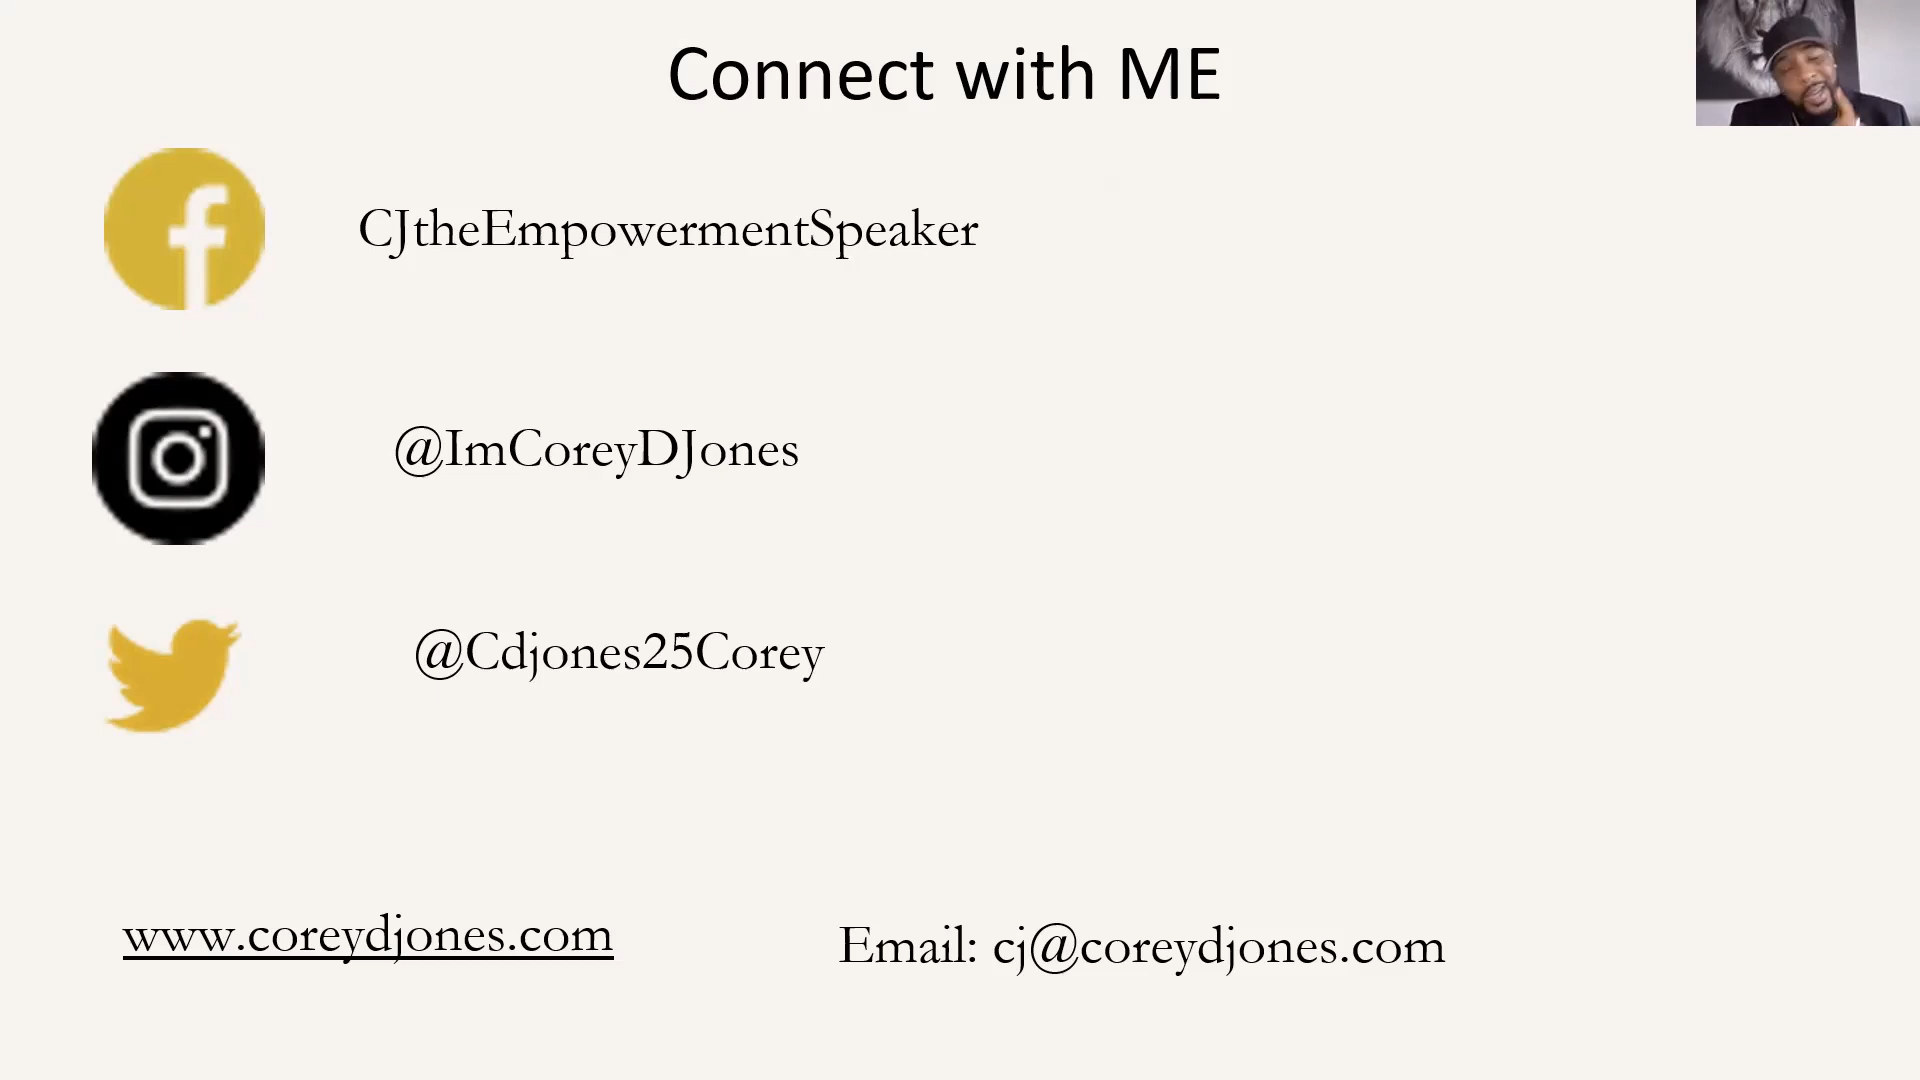 Connect with ME
CJtheEmpowermentSpeaker
@ImCoreyDJones
@Cdjones25Corey
www.coreydjones.com
Email: cj@coreydjones.com